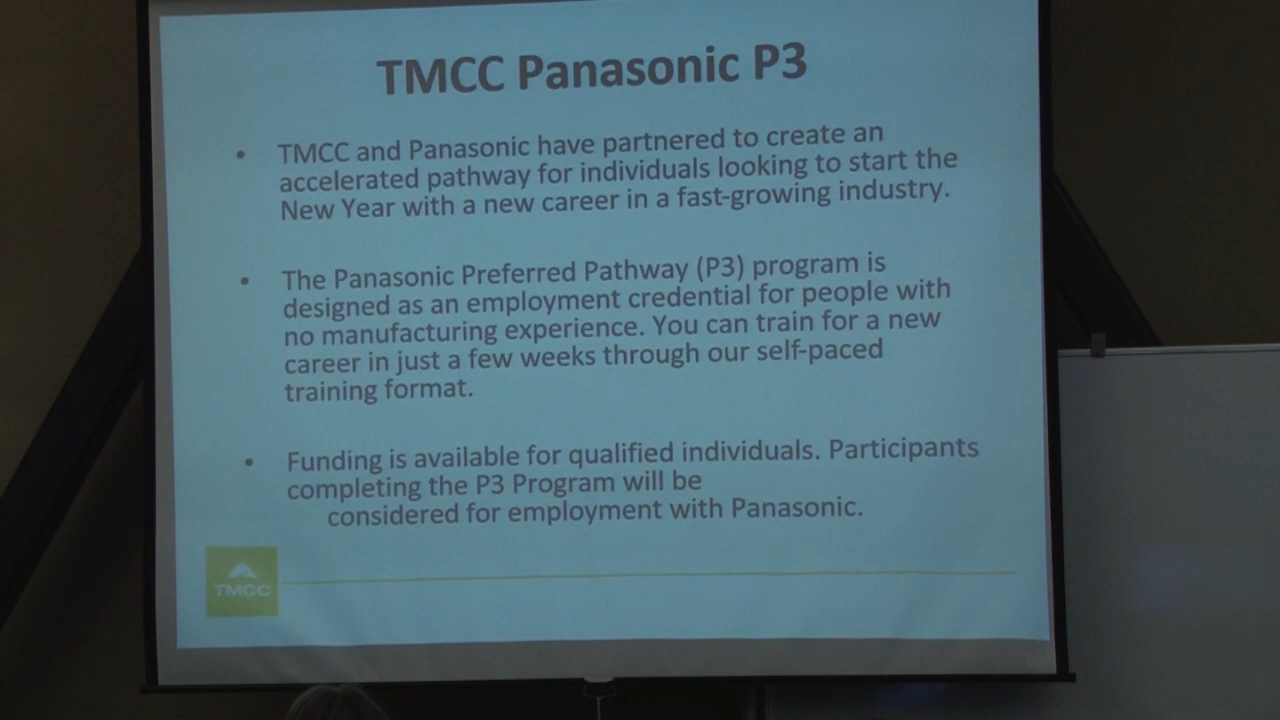 TMCC Panasonic P3
• TMCC and Panasonic have partnered to create an
accelerated pathway for individuals looking to start the
New Year with a new career in a fast-growing industry.
• The Panasonic Preferred Pathway (P3) program is
designed as an employment credential for people with
no manufacturing experience. You can train for a new
career in just a few weeks through our self-paced
training format.
• Funding is available for qualified individuals. Participants
completing the P3 Program will be
considered for employment with Panasonic.
TMCC